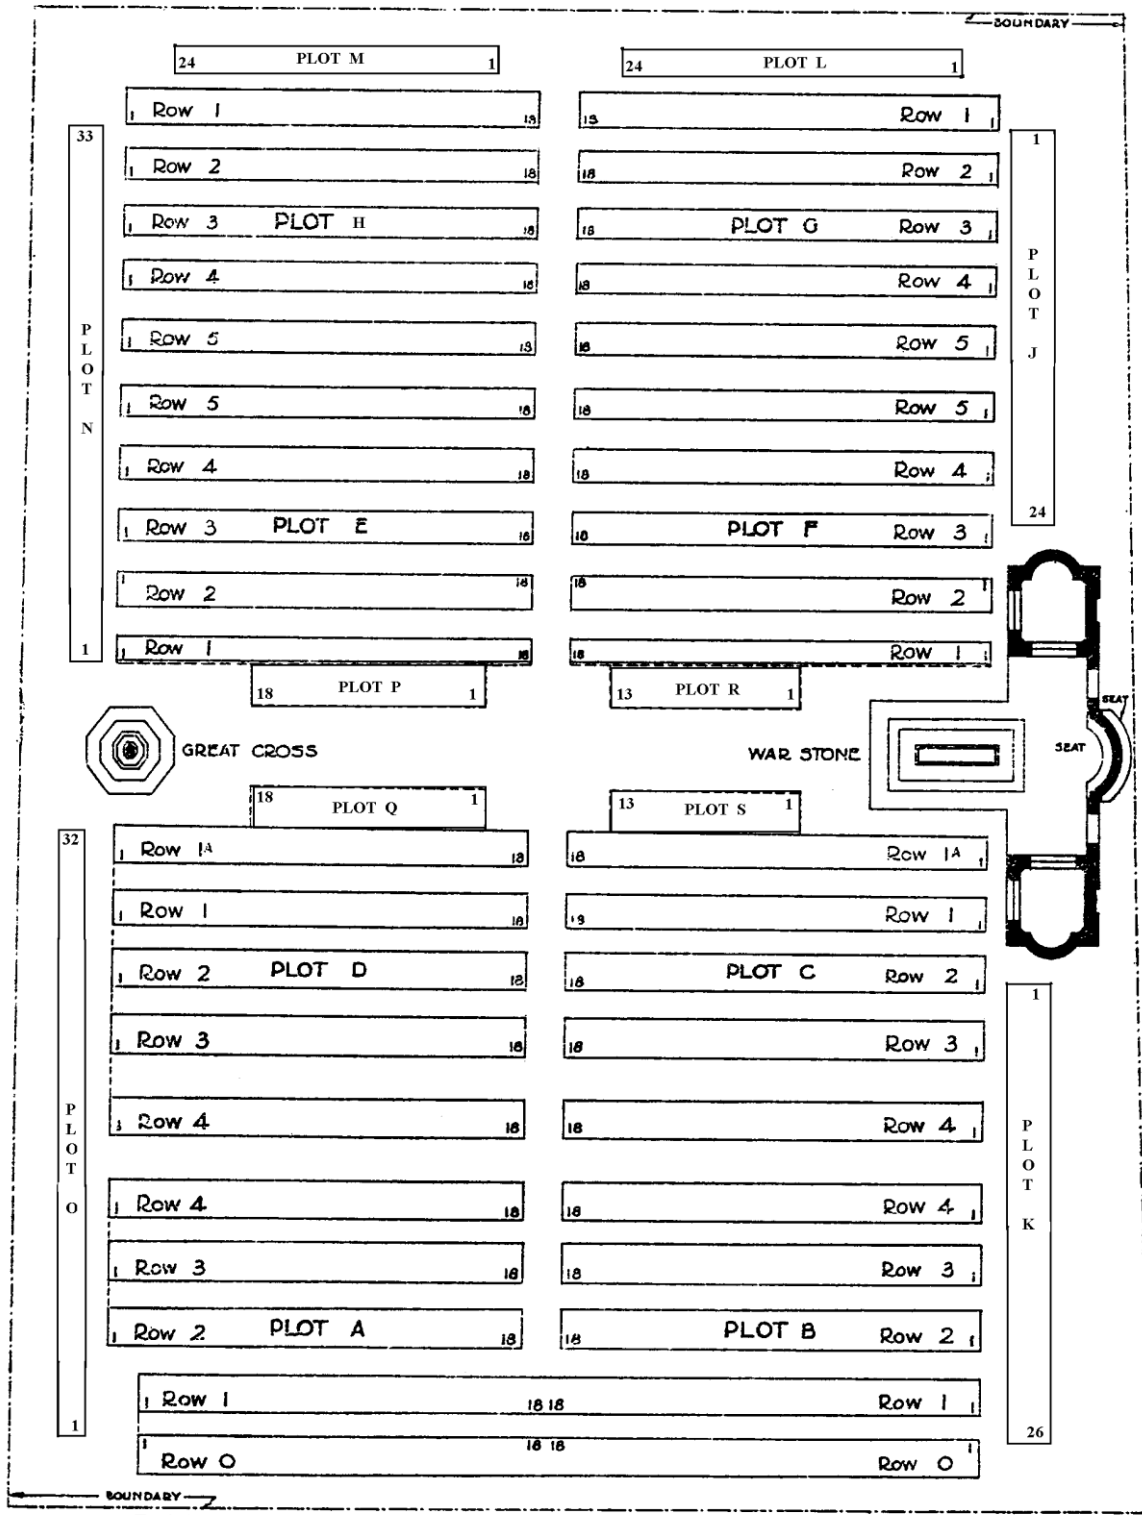 BOUNDARY
24 PLOT M 1
24 PLOT L 1
1 Row 1 18
18 Row 1 1
33
1
1 Row 2 18
18 Row 2 1
1 Row 3 PLOT H 18
18 PLOT G Row 3 1
1 Row 4 18
18 Row 4 1
PLOT J
1 Row 5 18
18 Row 5 1
PLOT N
1 Row 5 18
18 Row 5 1
1 Row 4 18
18 Row 4 1
24
1 Row 3 PLOT E 18
18 PLOT F Row 3 1
1 Row 2 18
18 Row 2 1
1
1 Row 1 18
18 Row 1 1
18 PLOT P 1
13 PLOT R 1
SEAT
GREAT CROSS
WAR STONE
SEAT
18 PLOT Q 1
13 PLOT S 1
32
1 Row 1A 18
18 Row 1A 1
1 Row 1 18
18 Row 1 1
1 Row 2 PLOT D 18
18 PLOT C Row 2 1
1
1 Row 3 18
18 Row 3 1
1 Row 4 18
18 Row 4 1
PLOT O
PLOT K
1 Row 4 18
18 Row 4 1
1 Row 3 18
18 Row 3 1
1 Row 2 PLOT A 18
18 PLOT B Row 2 1
1 Row 1 18 18 Row 1 1
1
26
1 Row 0 18 18 Row 0 1
BOUNDARY